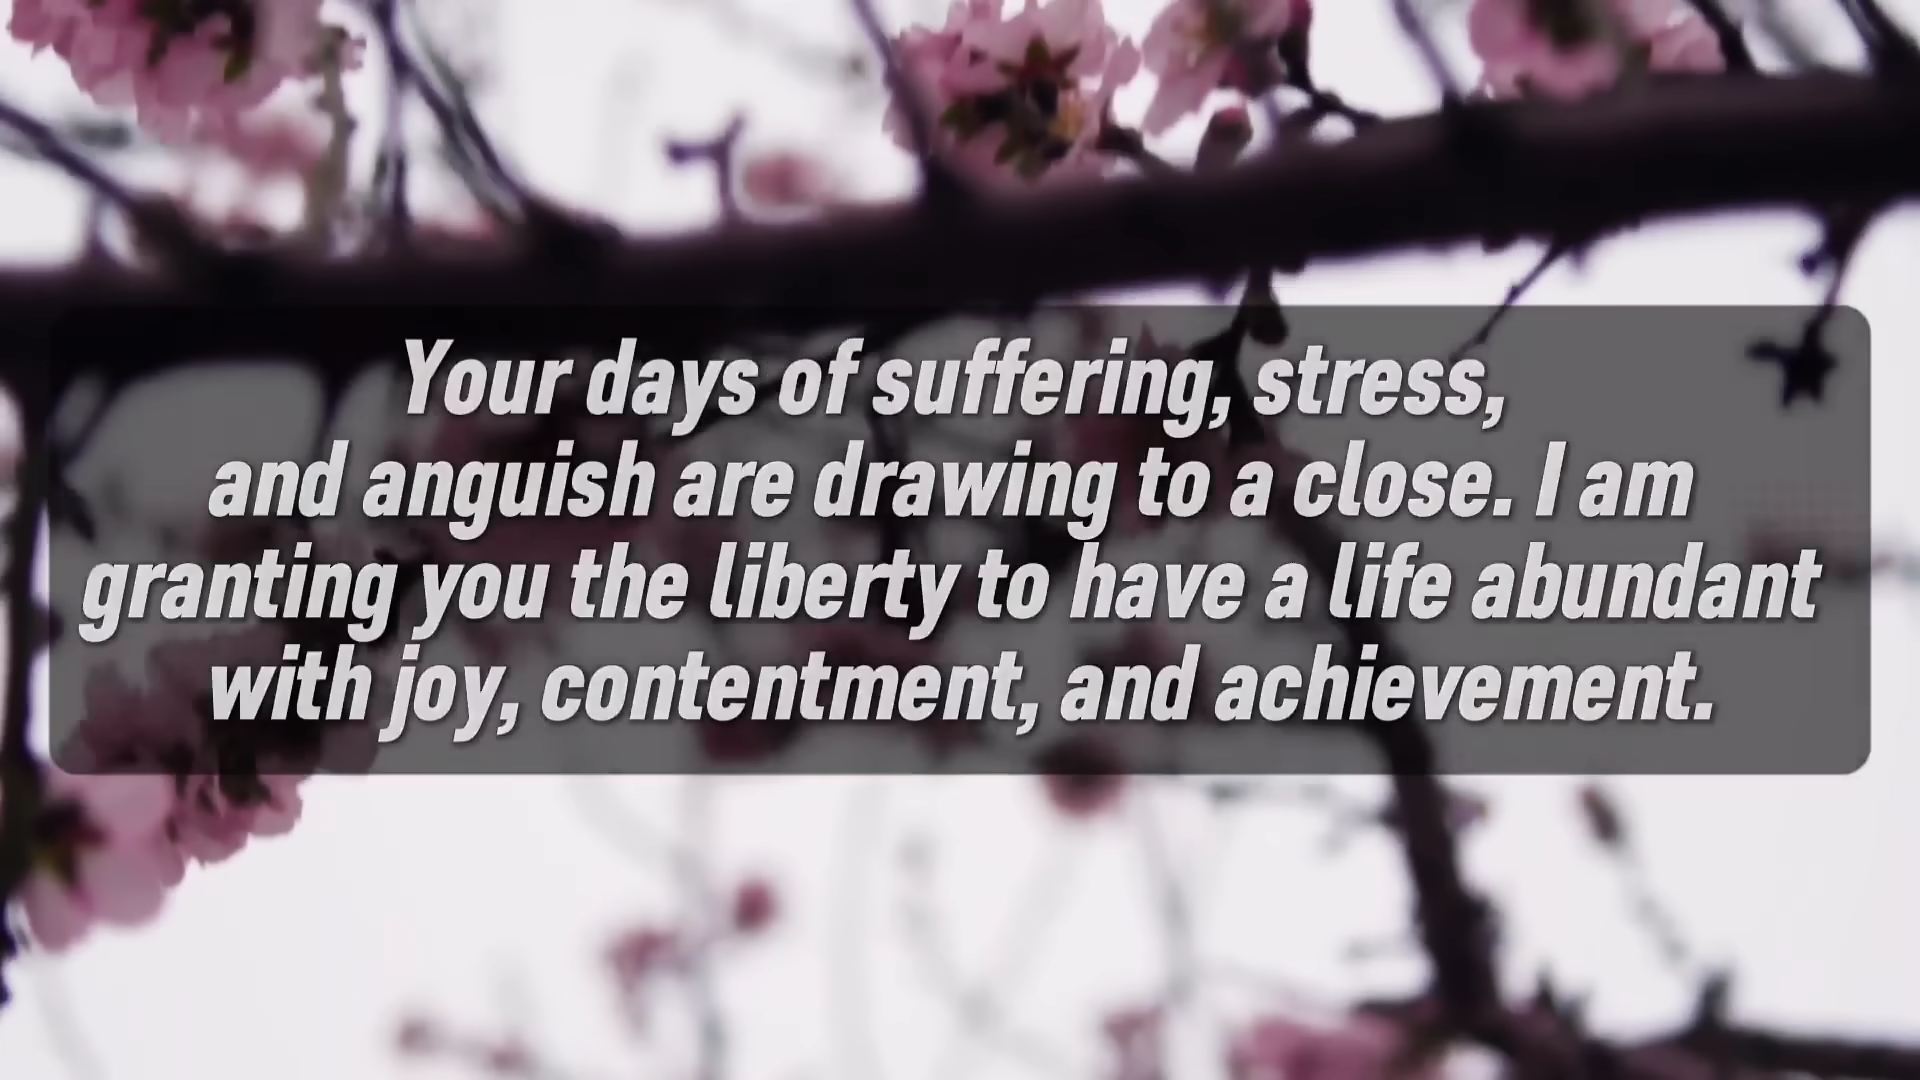 Your days of suffering, stress,
and anguish are drawing to a close. I am
granting you the liberty to have a life abundant
with joy, contentment, and achievement.